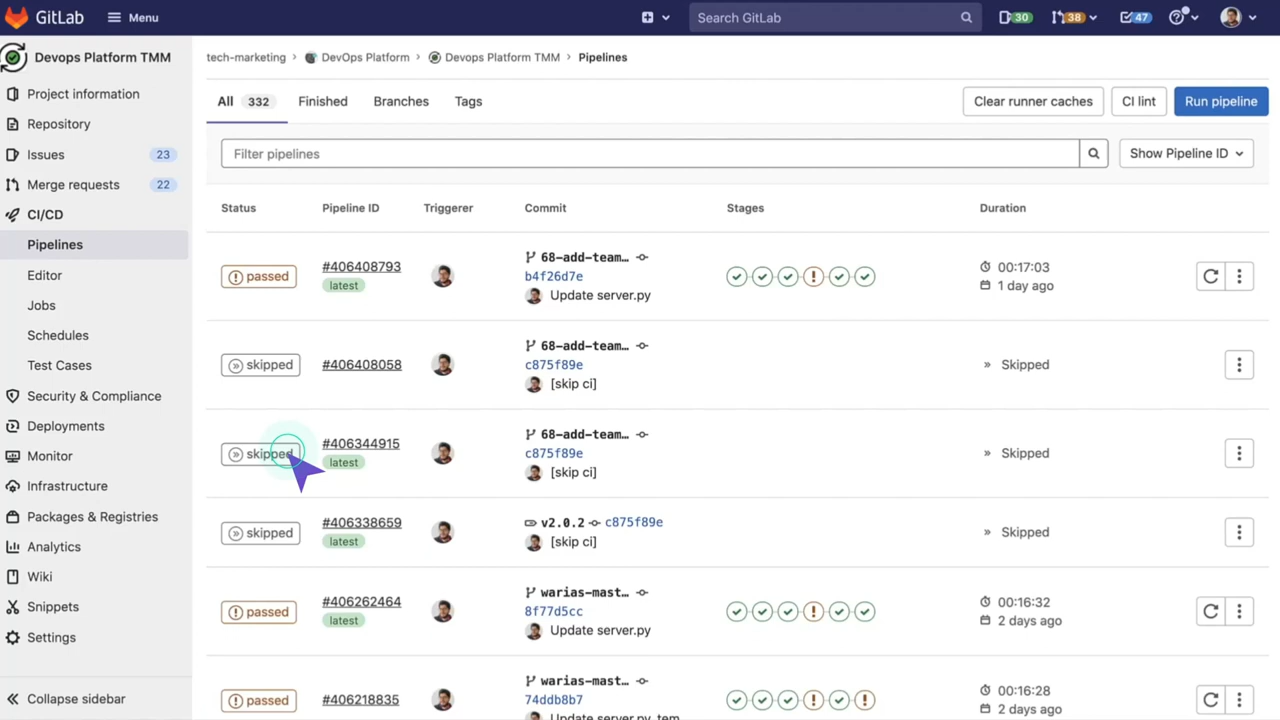 GitLab
Menu
Search GitLab
30
38
47
Devops Platform TMM
Project information
Repository
Issues 23
Merge requests 22
CI/CD
Pipelines
Editor
Jobs
Schedules
Test Cases
Security & Compliance
Deployments
Monitor
Infrastructure
Packages & Registries
Analytics
Wiki
Snippets
Settings
Collapse sidebar
tech-marketing › DevOps Platform › Devops Platform TMM › Pipelines
All 332 Finished Branches Tags
Clear runner caches CI lint Run pipeline
Filter pipelines
Show Pipeline ID
Status Pipeline ID Triggerer Commit Stages Duration
passed
#406408793
latest
68-add-team…
b4f26d7e
Update server.py
00:17:03
1 day ago
skipped
#406408058
68-add-team…
c875f89e
[skip ci]
Skipped
skipped
#406344915
latest
68-add-team…
c875f89e
[skip ci]
Skipped
skipped
#406338659
latest
v2.0.2 c875f89e
[skip ci]
Skipped
passed
#406262464
latest
warias-mast…
8f77d5cc
Update server.py
00:16:32
2 days ago
passed
#406218835
warias-mast…
74ddb8b7
Update server.py, tem
00:16:28
2 days ago